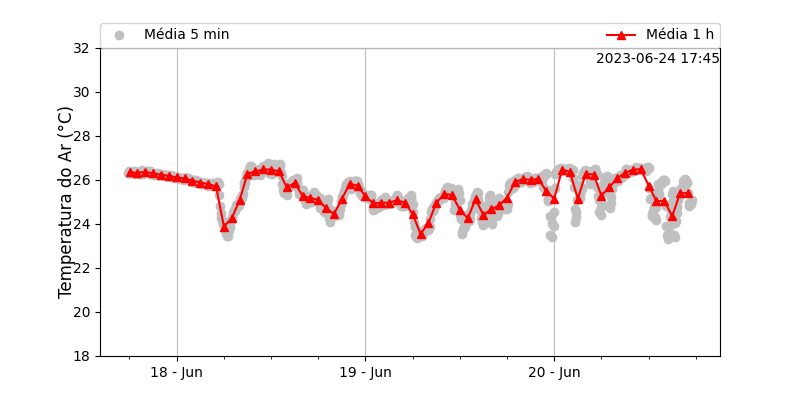 Média 5 min
Média 1 h
2023-06-24 17:45
Temperatura do Ar (°C)
32
30
28
26
24
22
20
18
18 - Jun
19 - Jun
20 - Jun